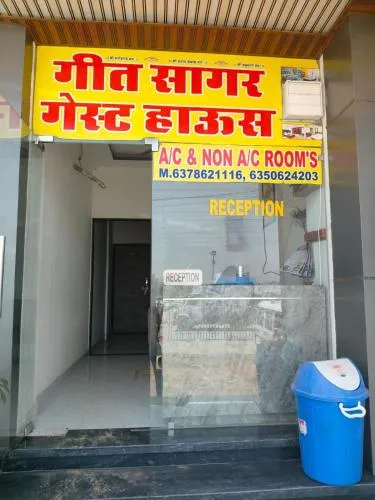 गीत सागर
गेस्ट हाऊस
A/C & NON A/C ROOM'S
M.6378621116, 6350624203
RECEPTION
RECEPTION